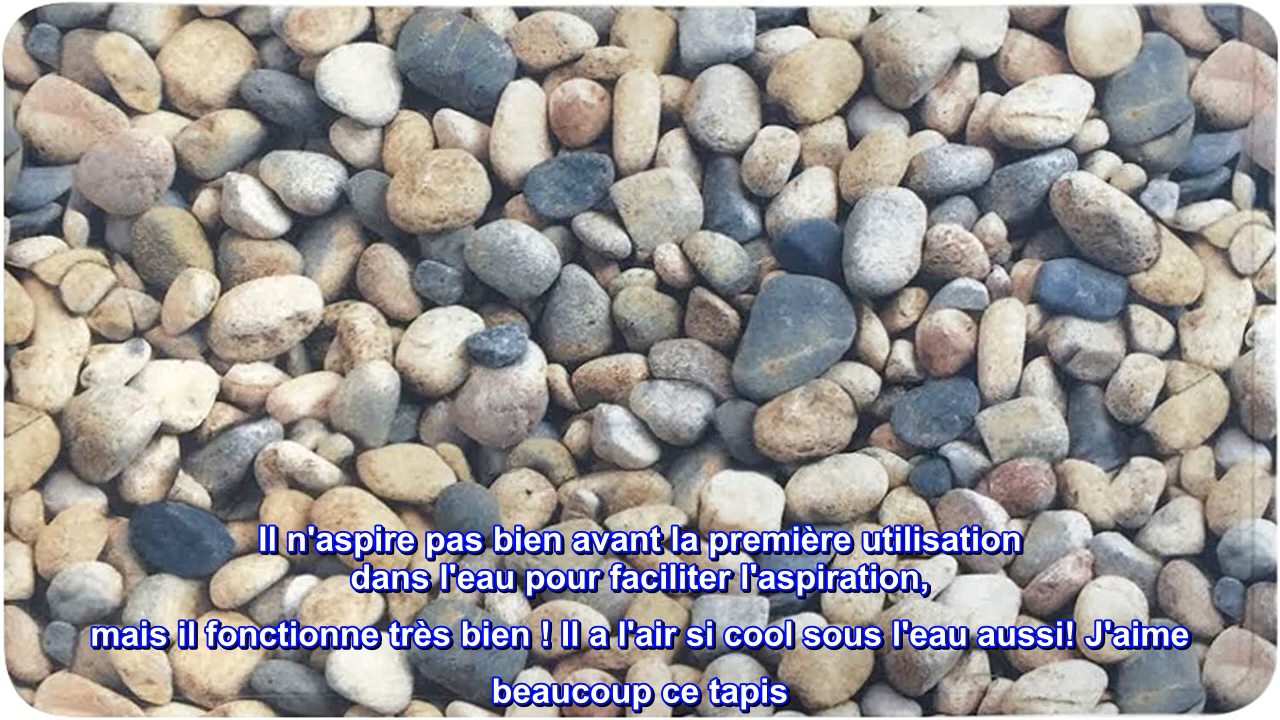 Il n'aspire pas bien avant la première utilisation
dans l'eau pour faciliter l'aspiration,
mais il fonctionne très bien ! Il a l'air si cool sous l'eau aussi! J'aime
beaucoup ce tapis